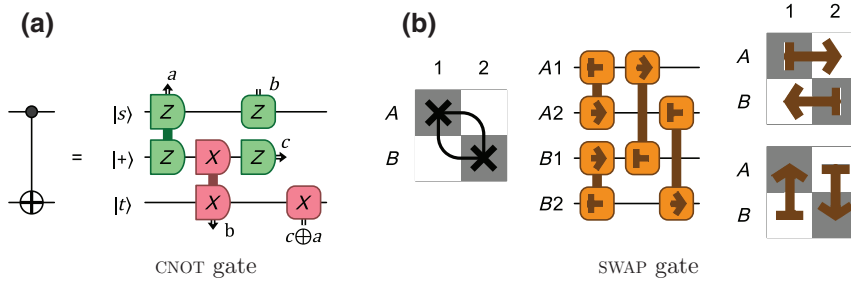 (a)
a
|s⟩ Z Z b
= |+⟩ Z X Z c
|t⟩ X b X
c⊕a
CNOT gate
(b)
1 2
A
B
A1
A2
B1
B2
SWAP gate
1 2
A
B
A
B